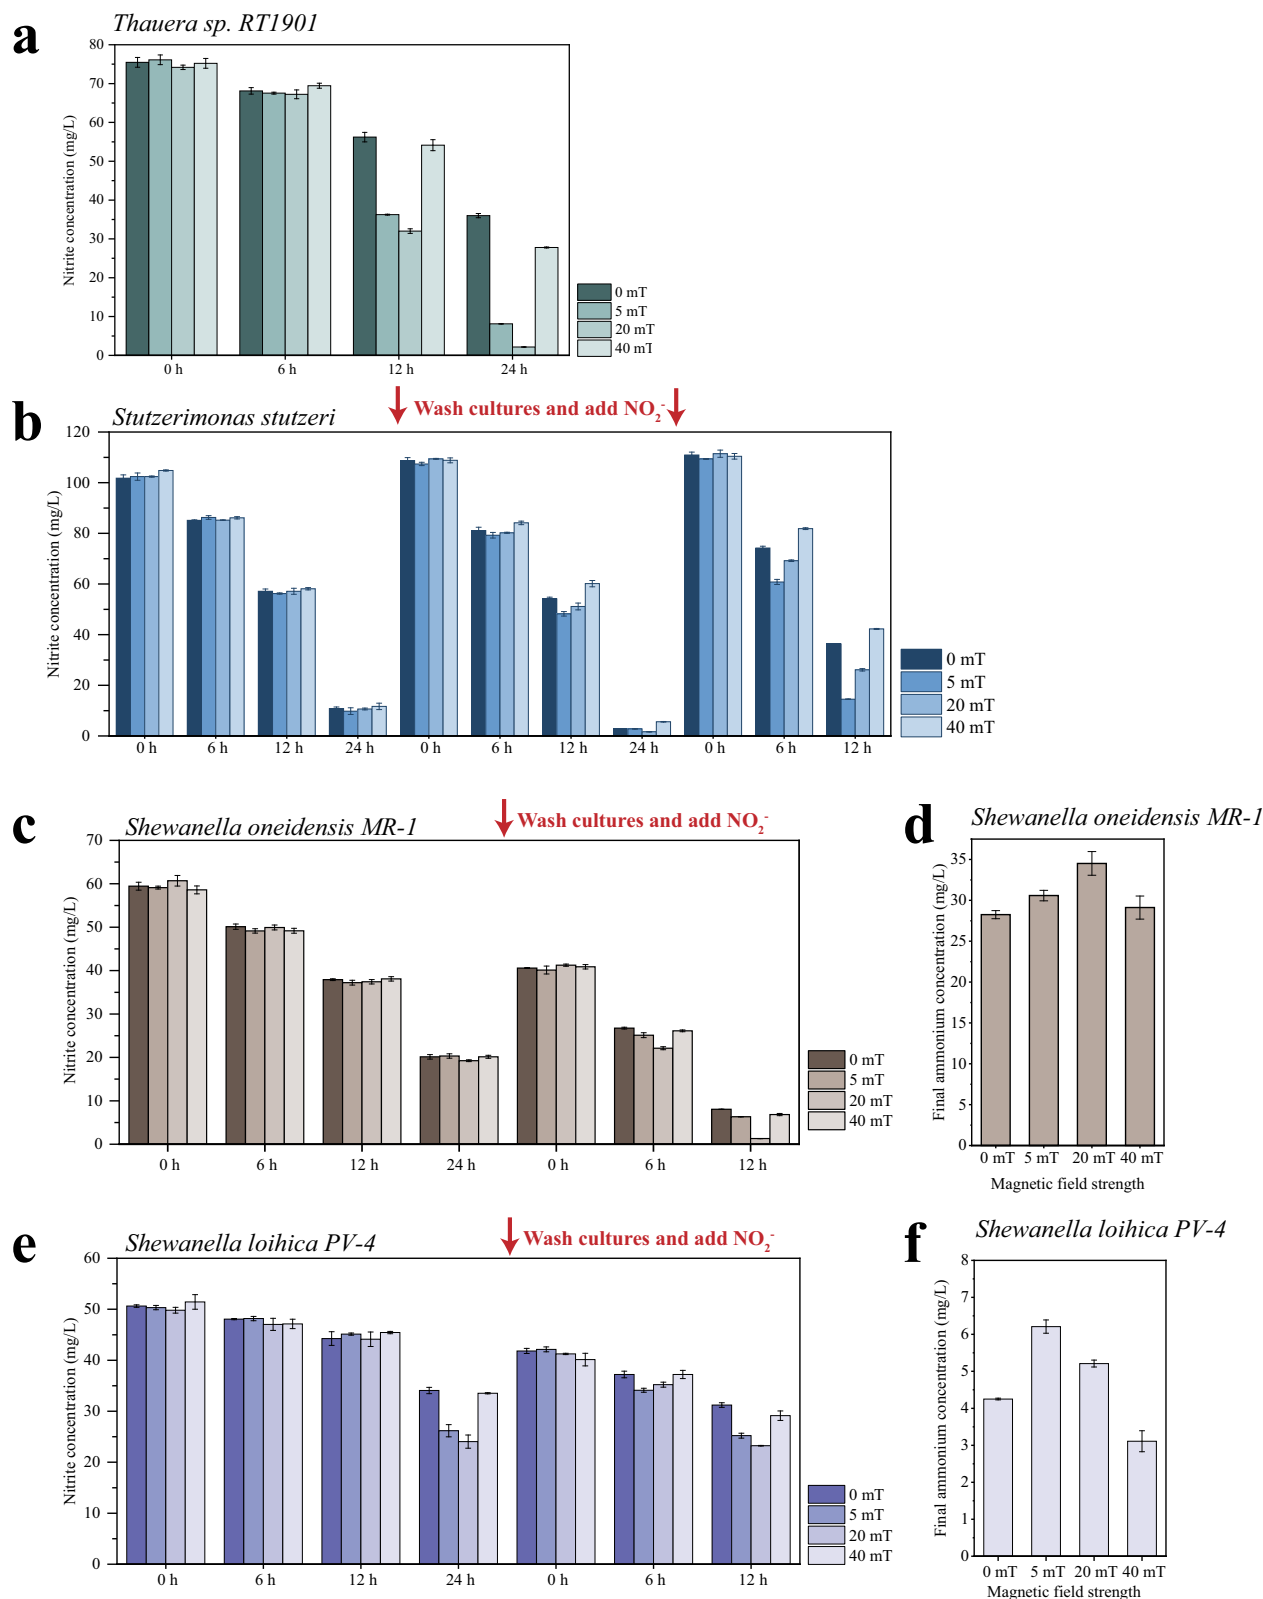 a
Thauera sp. RT1901
Nitrite concentration (mg/L)
80
70
60
50
40
30
20
10
0
0 h 6 h 12 h 24 h
0 mT
5 mT
20 mT
40 mT
b
Stutzerimonas stutzeri
Wash cultures and add NO₂⁻
Nitrite concentration (mg/L)
120
100
80
60
40
20
0
0 h 6 h 12 h 24 h 0 h 6 h 12 h 24 h 0 h 6 h 12 h
0 mT
5 mT
20 mT
40 mT
c
Shewanella oneidensis MR-1
Wash cultures and add NO₂⁻
Nitrite concentration (mg/L)
70
60
50
40
30
20
10
0
0 h 6 h 12 h 24 h 0 h 6 h 12 h
0 mT
5 mT
20 mT
40 mT
d
Shewanella oneidensis MR-1
Final ammonium concentration (mg/L)
35
30
25
20
15
10
5
0
0 mT 5 mT 20 mT 40 mT
Magnetic field strength
e
Shewanella loihica PV-4
Wash cultures and add NO₂⁻
Nitrite concentration (mg/L)
60
50
40
30
20
10
0
0 h 6 h 12 h 24 h 0 h 6 h 12 h
0 mT
5 mT
20 mT
40 mT
f
Shewanella loihica PV-4
Final ammonium concentration (mg/L)
8
7
6
5
4
3
2
1
0
0 mT 5 mT 20 mT 40 mT
Magnetic field strength